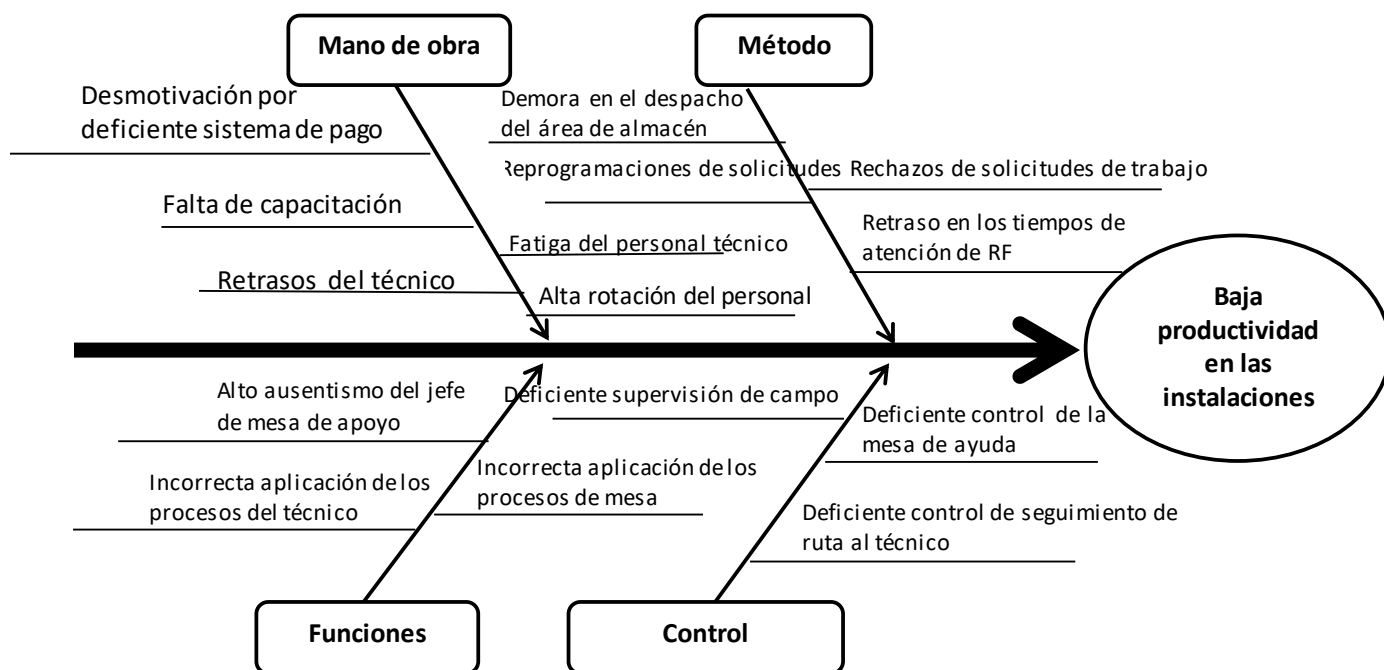 Mano de obra
Método
Desmotivación por
deficiente sistema de pago
Demora en el despacho
del área de almacén
Reprogramaciones de solicitudes
Rechazos de solicitudes de trabajo
Falta de capacitación
Fatiga del personal técnico
Retraso en los tiempos de
atención de RF
Retrasos del técnico
Alta rotación del personal
Baja
productividad
en las
instalaciones
Alto ausentismo del jefe
de mesa de apoyo
Deficiente supervisión de campo
Deficiente control de la
mesa de ayuda
Incorrecta aplicación de los
procesos del técnico
Incorrecta aplicación de los
procesos de mesa
Deficiente control de seguimiento de
ruta al técnico
Funciones
Control